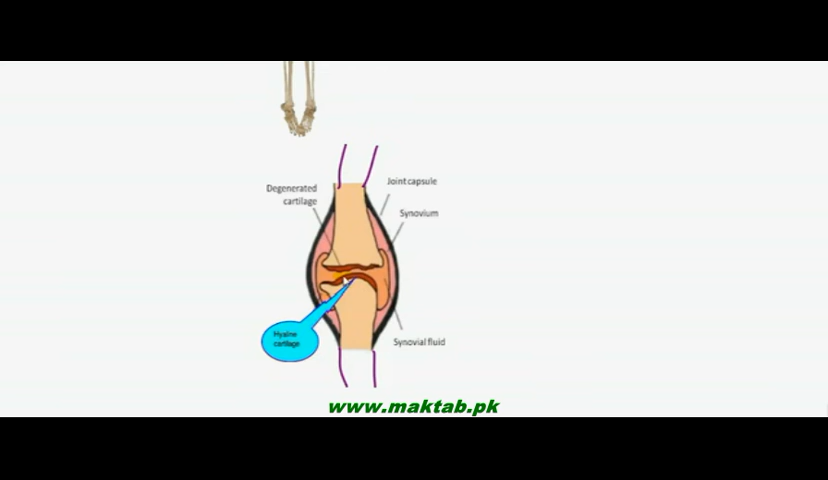 Degenerated
cartilage
Joint capsule
Synovium
Hyaline
cartilage
Synovial fluid
www.maktab.pk